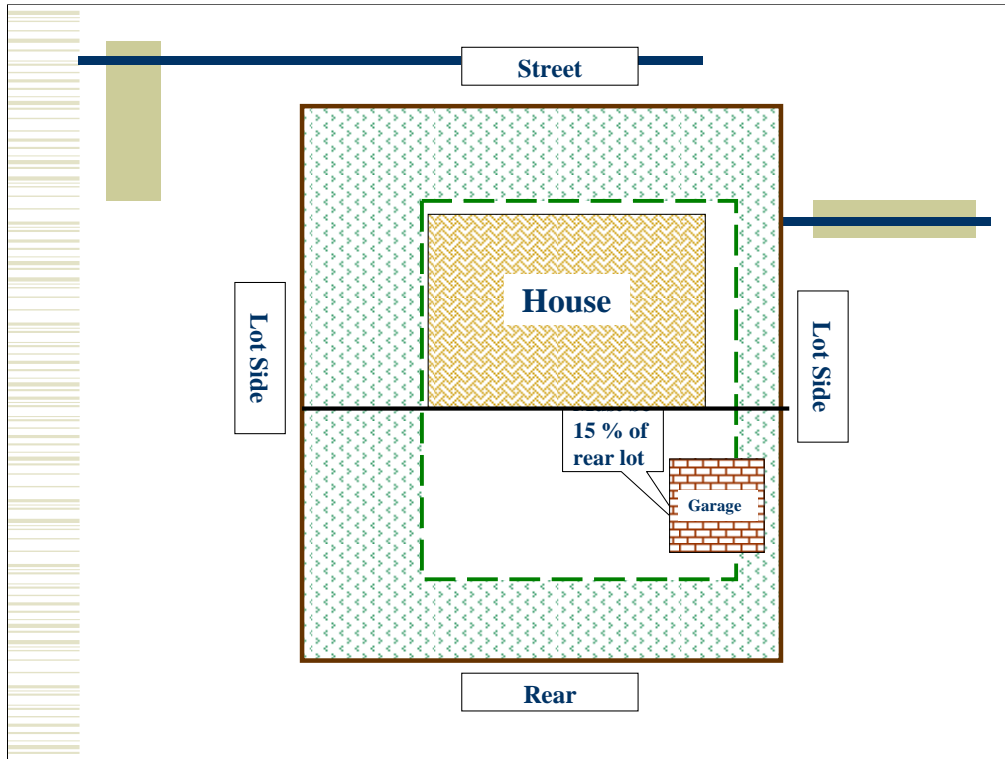 Street
House
Lot Side
Lot Side
15 % of
rear lot
Garage
Rear